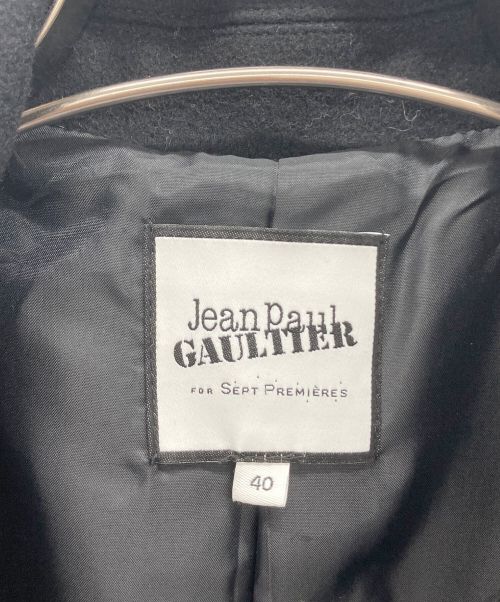 Jean Paul
GAULTIER
FOR SEPT PREMIÈRES
40